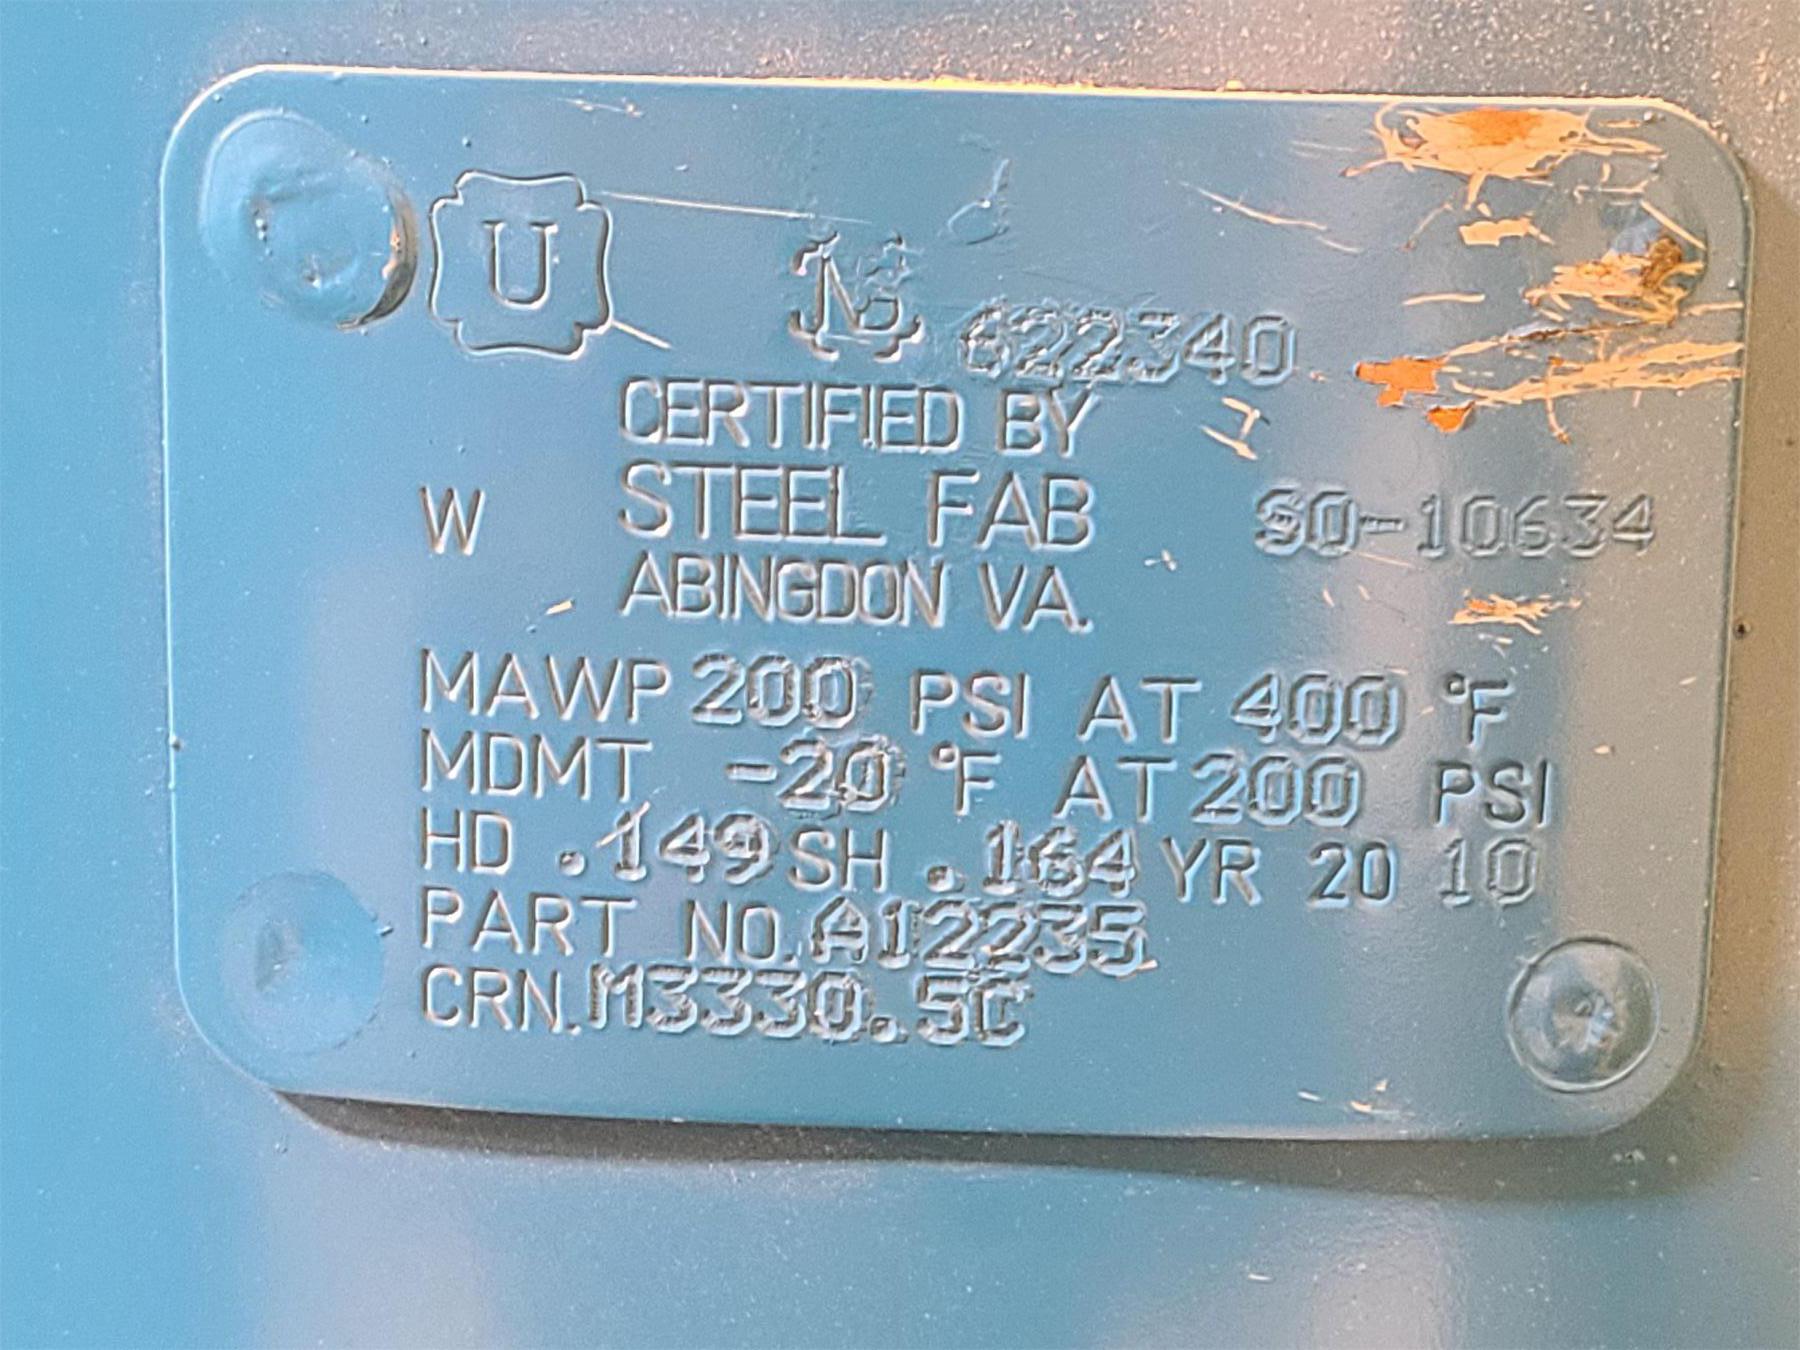 U
NB 622340
CERTIFIED BY
W STEEL FAB SO-10634
ABINGDON VA.
MAWP 200 PSI AT 400 °F
MDMT -20 °F AT 200 PSI
HD .149 SH .164 YR 20 10
PART NO. A12235
CRN. M3330.5C